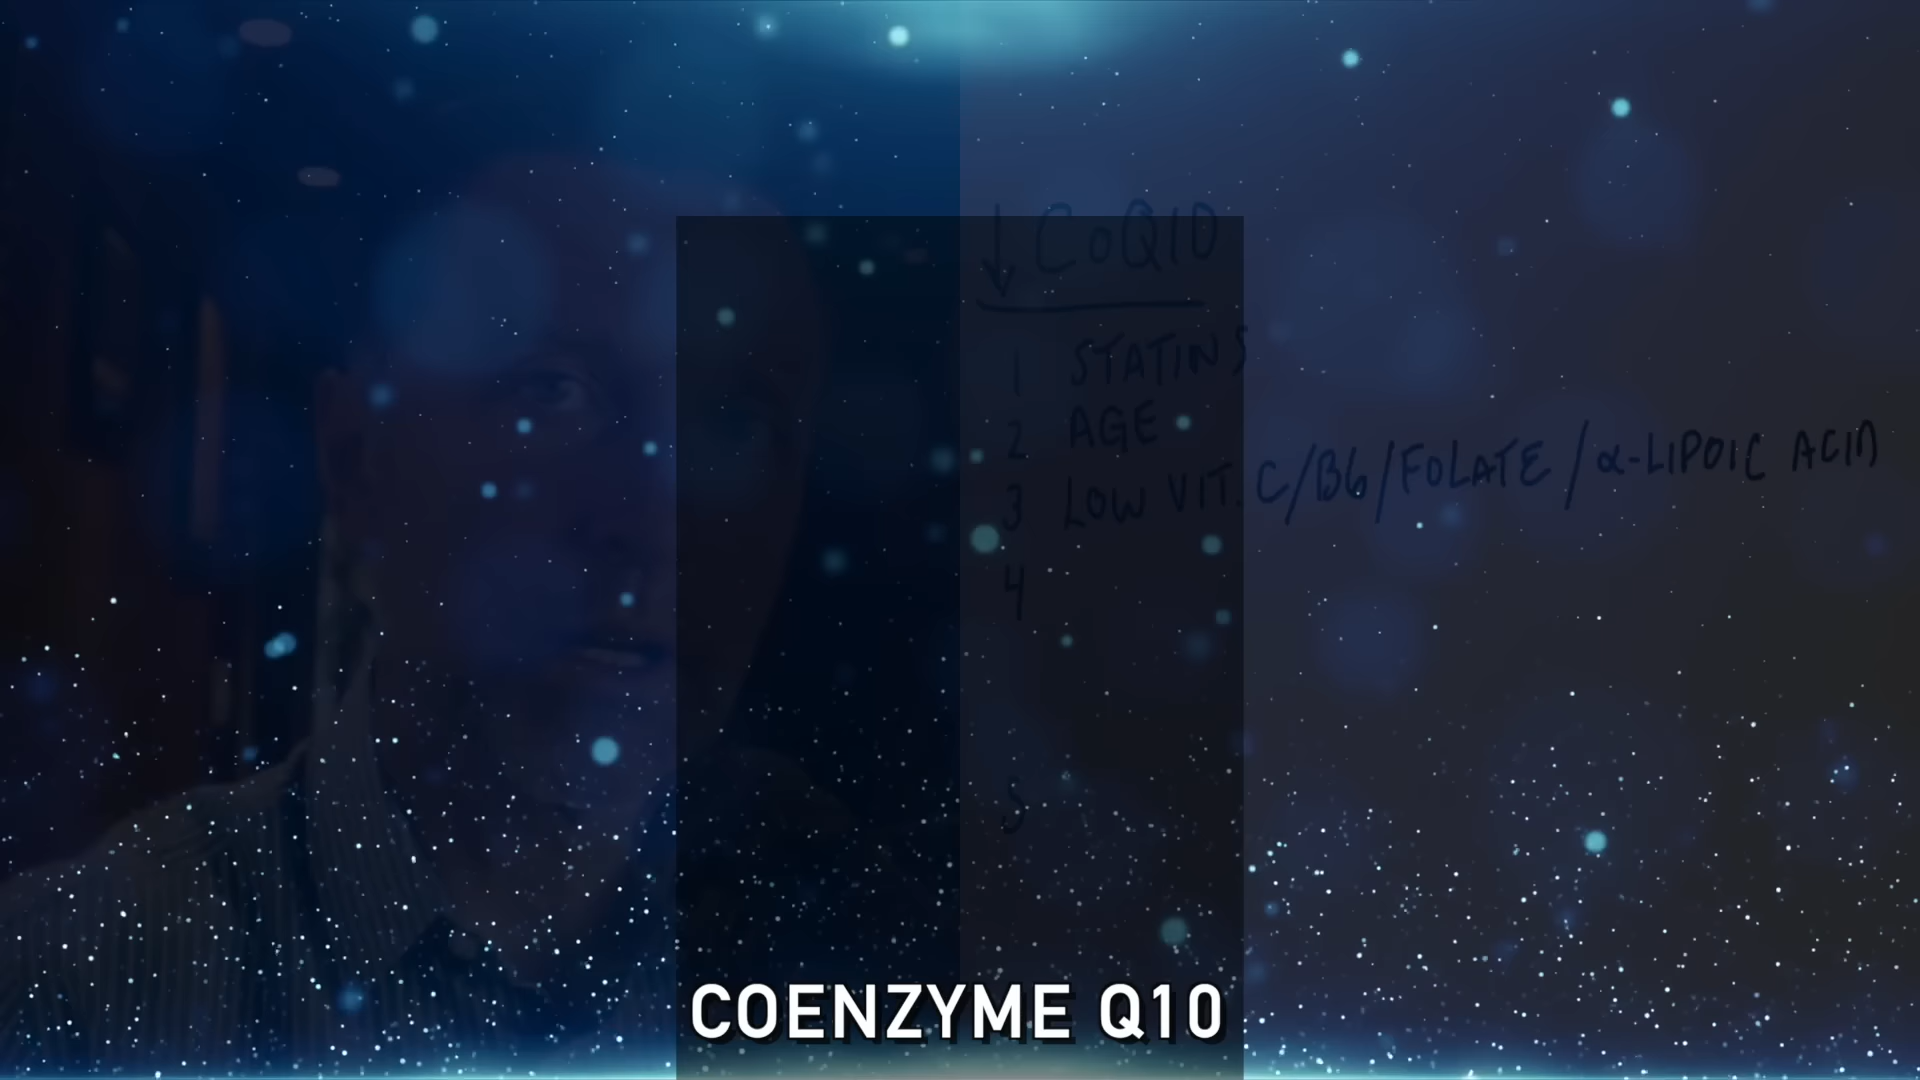 ↓ CoQ10
1 STATINS
2 AGE
3 LOW VIT. C/B6/FOLATE/α-LIPOIC ACID
4
5
COENZYME Q10